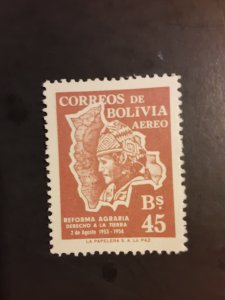 CORREOS DE
BOLIVIA
AEREO
Bs.
45
REFORMA AGRARIA
DERECHO A LA TIERRA
2 de Agosto 1953 - 1954
LA PAPELERA S. A. LA PAZ